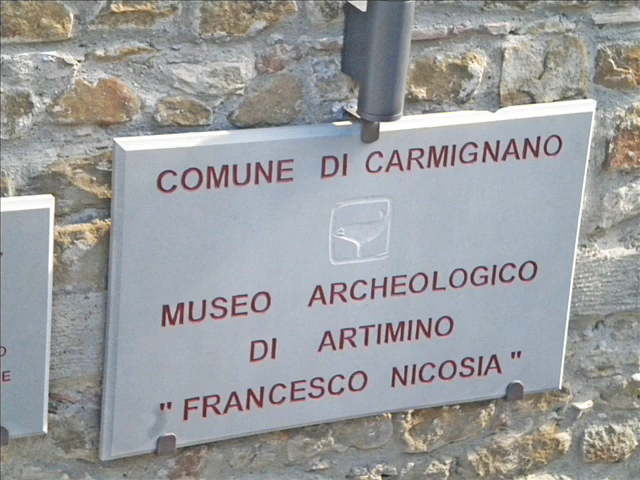 COMUNE DI CARMIGNANO
MUSEO ARCHEOLOGICO
DI ARTIMINO
"FRANCESCO NICOSIA"